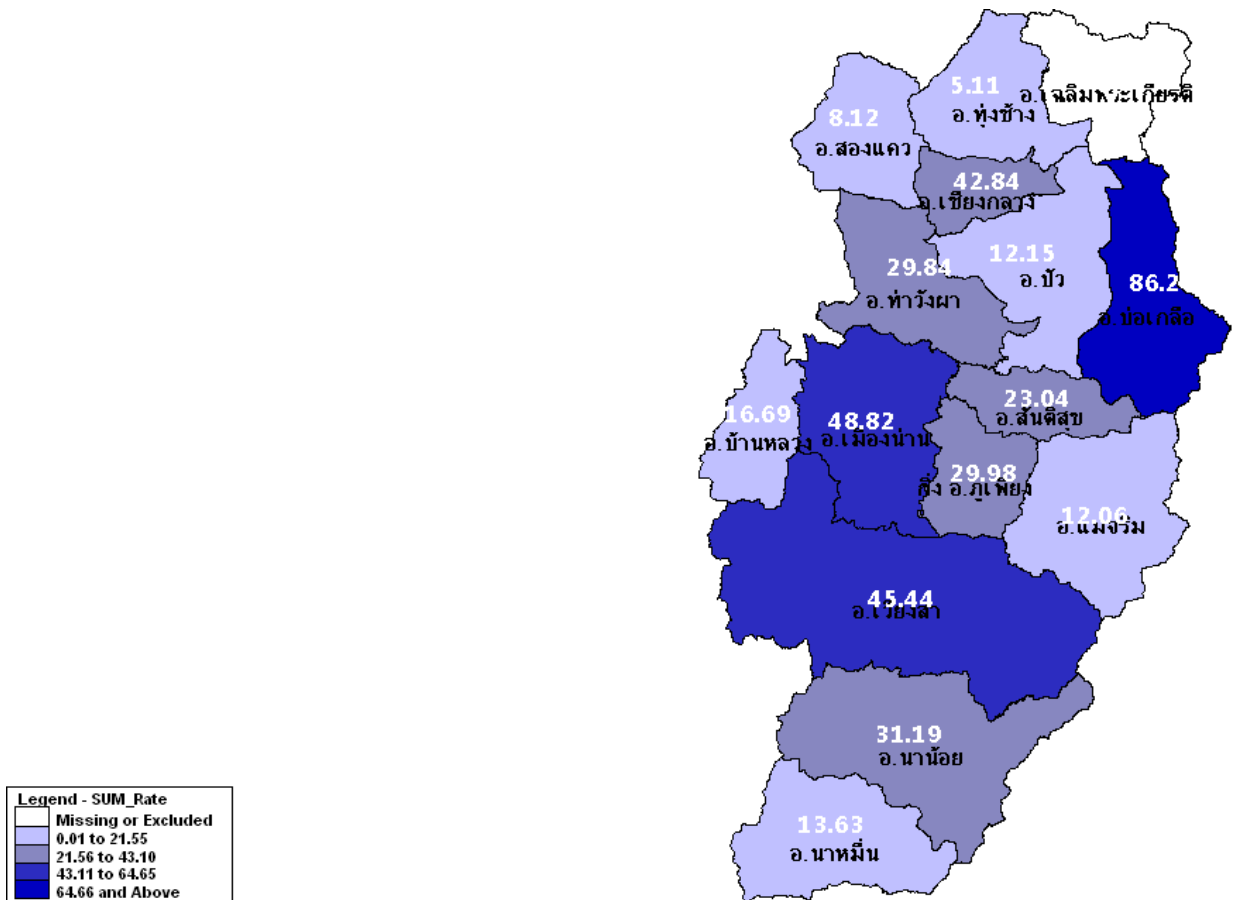 5.11
อ.เฉลิมพระเกียรติ
อ.ทุ่งช้าง
8.12
อ.สองแคว
42.84
อ.เชียงกลาง
12.15
อ.ปัว
29.84
อ.ท่าวังผา
86.2
อ.บ่อเกลือ
23.04
อ.สันติสุข
16.69
อ.บ้านหลวง
48.82
อ.เมืองน่าน
29.98
กิ่ง อ.ภูเพียง
12.06
อ.แม่จริม
45.44
อ.เวียงสา
31.19
อ.นาน้อย
13.63
อ.นาหมื่น
Legend - SUM_Rate
Missing or Excluded
0.01 to 21.55
21.56 to 43.10
43.11 to 64.65
64.66 and Above